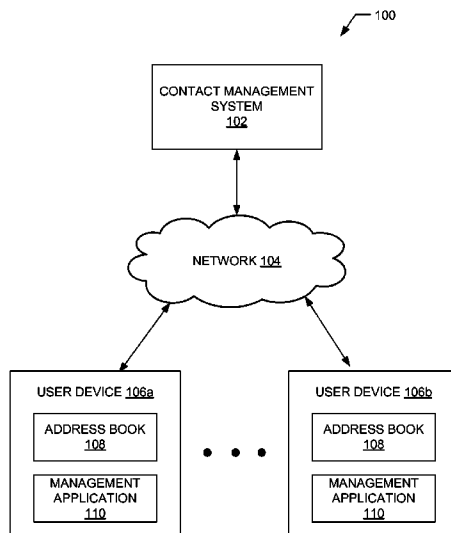 100
CONTACT MANAGEMENT
SYSTEM
102
NETWORK 104
USER DEVICE 106a
ADDRESS BOOK
108
MANAGEMENT
APPLICATION
110
USER DEVICE 106b
ADDRESS BOOK
108
MANAGEMENT
APPLICATION
110